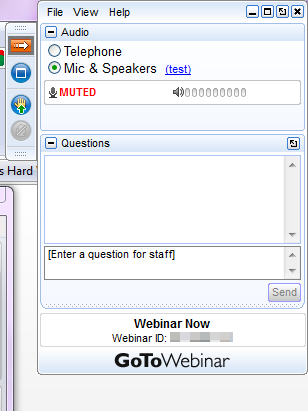 File View Help
Audio
Telephone
Mic & Speakers (test)
MUTED
Questions
[Enter a question for staff]
Send
s Hard
Webinar Now
Webinar ID:
GoToWebinar